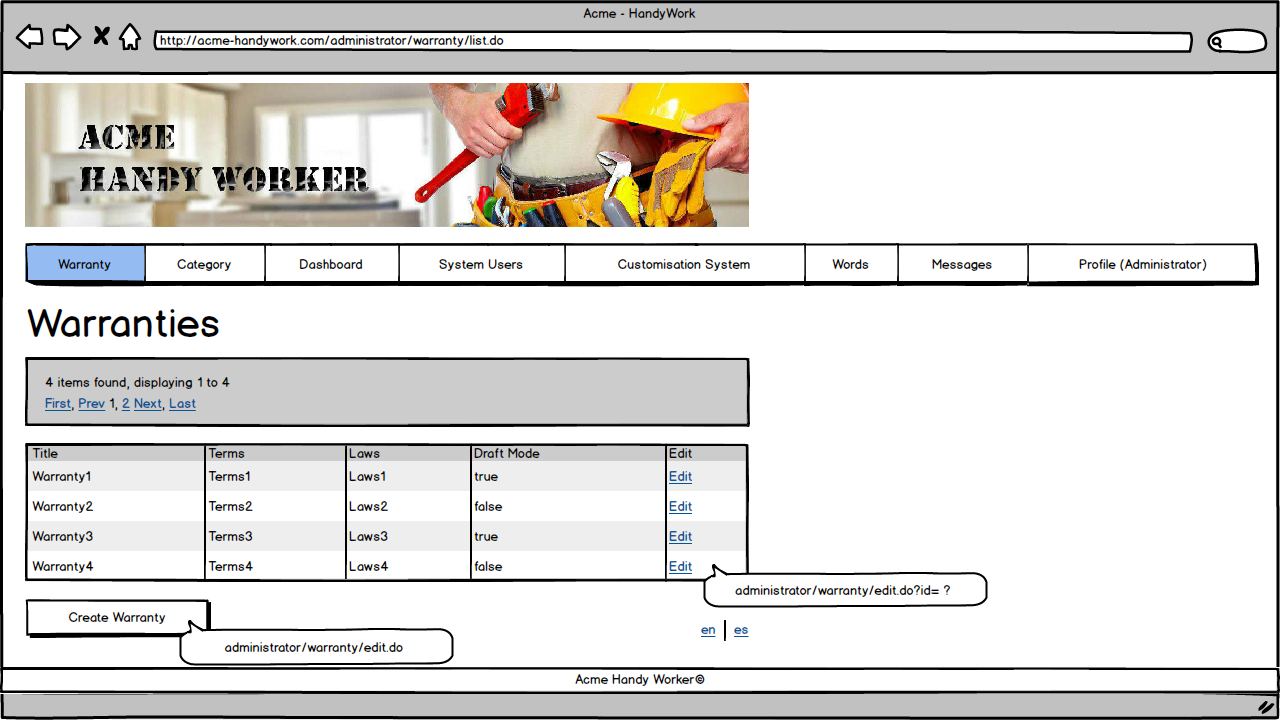 Acme - HandyWork
http://acme-handywork.com/administrator/warranty/list.do
ACME
HANDY WORKER
Warranty Category Dashboard System Users Customisation System Words Messages Profile (Administrator)
Warranties
4 items found, displaying 1 to 4
First, Prev 1, 2 Next, Last
Title Terms Laws Draft Mode Edit
Warranty1 Terms1 Laws1 true Edit
Warranty2 Terms2 Laws2 false Edit
Warranty3 Terms3 Laws3 true Edit
Warranty4 Terms4 Laws4 false Edit
administrator/warranty/edit.do?id= ?
Create Warranty
administrator/warranty/edit.do
en es
Acme Handy Worker©